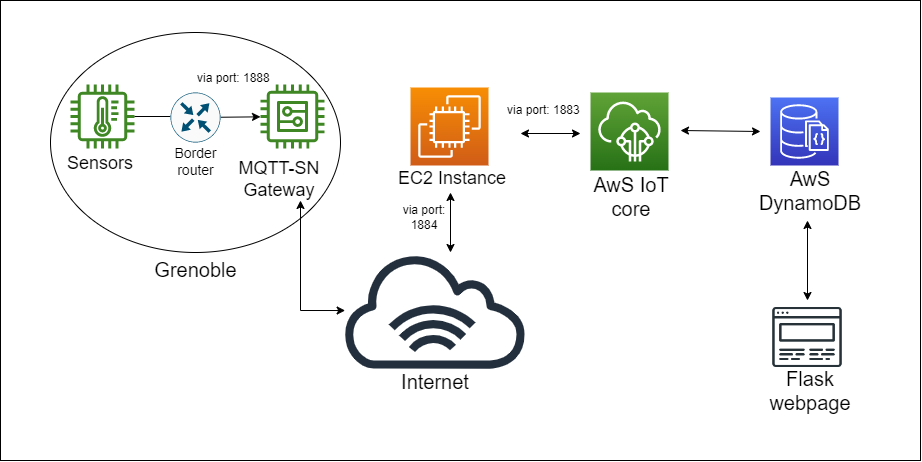 via port: 1888
Sensors
Border
router
MQTT-SN
Gateway
Grenoble
EC2 Instance
via port: 1883
via port:
1884
AwS IoT
core
AwS
DynamoDB
Internet
Flask
webpage